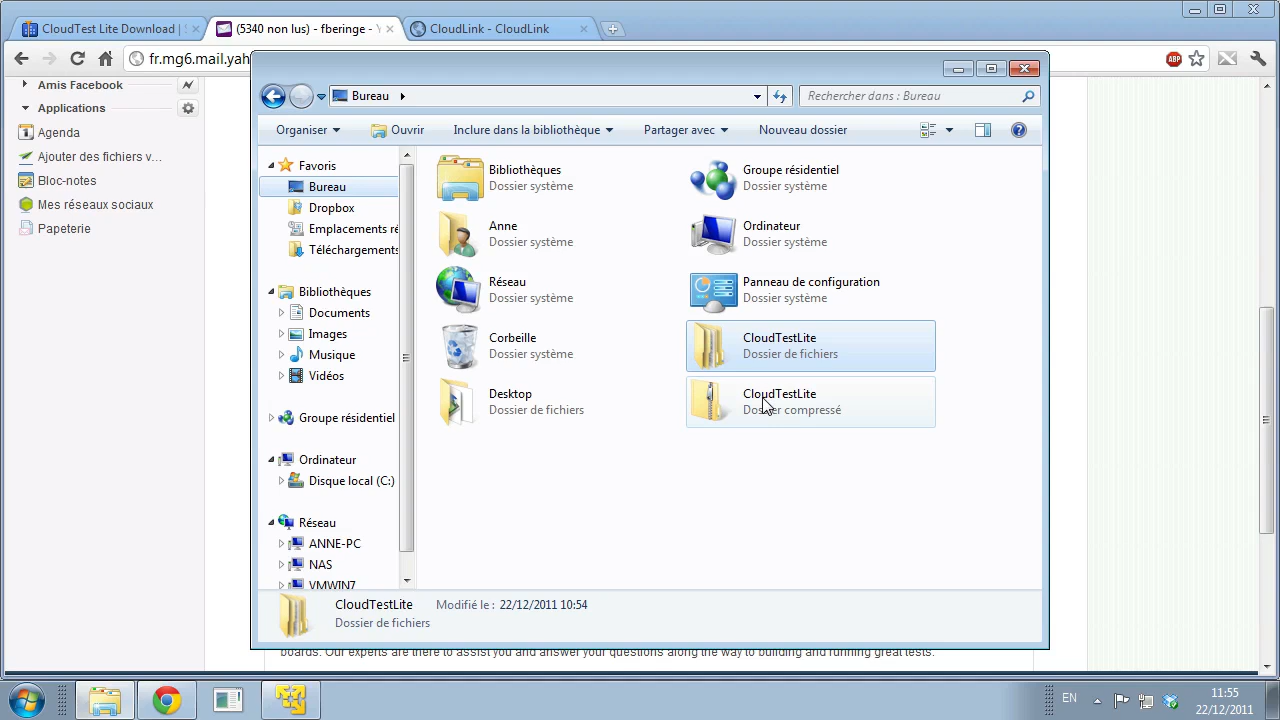 CloudTest Lite Download |
(5340 non lus) - fberinge -
CloudLink - CloudLink
fr.mg6.mail.yah
ABP
Amis Facebook
Applications
Agenda
Ajouter des fichiers v...
Bloc-notes
Mes réseaux sociaux
Papeterie
Bureau
Rechercher dans : Bureau
Organiser
Ouvrir
Inclure dans la bibliothèque
Partager avec
Nouveau dossier
Favoris
Bureau
Dropbox
Emplacements ré
Téléchargements
Bibliothèques
Documents
Images
Musique
Vidéos
Groupe résidentiel
Ordinateur
Disque local (C:)
Réseau
ANNE-PC
NAS
VMWIN7
Bibliothèques
Dossier système
Groupe résidentiel
Dossier système
Anne
Dossier système
Ordinateur
Dossier système
Réseau
Dossier système
Panneau de configuration
Dossier système
Corbeille
Dossier système
CloudTestLite
Dossier de fichiers
Desktop
Dossier de fichiers
CloudTestLite
Dossier compressé
CloudTestLite
Modifié le : 22/12/2011 10:54
Dossier de fichiers
boards. Our experts are there to assist you and answer your questions along the way to building and running great tests.
EN
11:55
22/12/2011